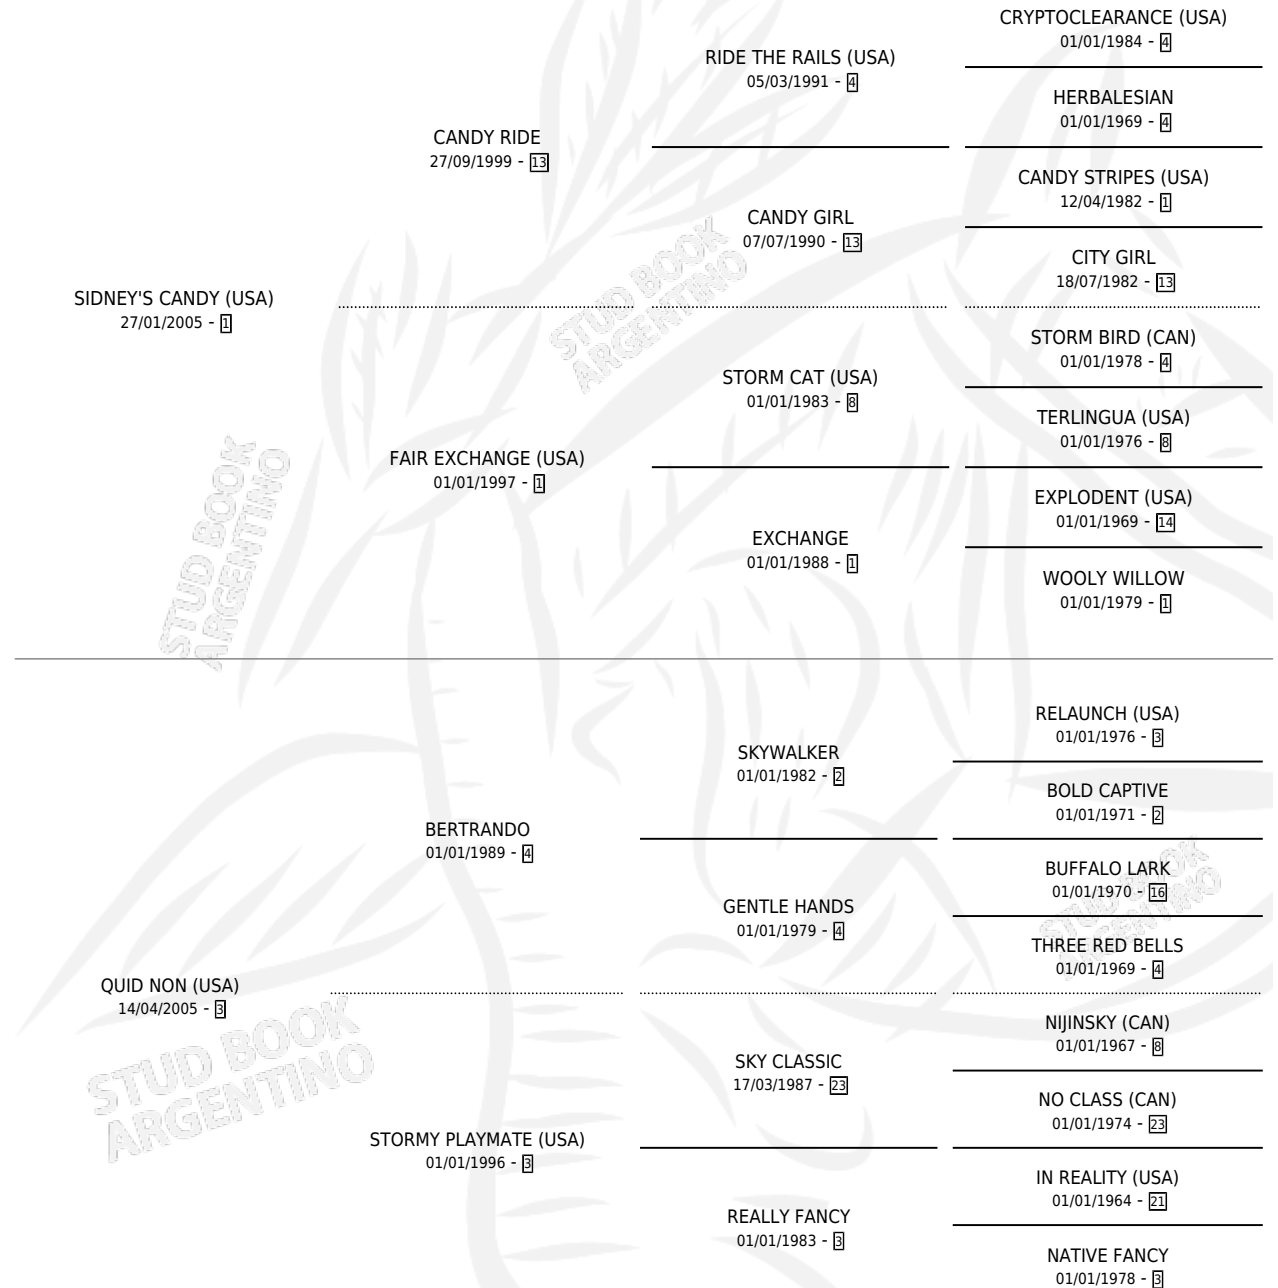 CRYPTOCLEARANCE (USA)
01/01/1984 - 4
RIDE THE RAILS (USA)
05/03/1991 - 4
HERBALESIAN
01/01/1969 - 4
CANDY RIDE
27/09/1999 - 13
CANDY STRIPES (USA)
12/04/1982 - 1
CANDY GIRL
07/07/1990 - 13
CITY GIRL
18/07/1982 - 13
SIDNEY'S CANDY (USA)
27/01/2005 - 1
STUD BOOK
ARGENTINO
STORM BIRD (CAN)
01/01/1978 - 4
STORM CAT (USA)
01/01/1983 - 8
TERLINGUA (USA)
01/01/1976 - 8
FAIR EXCHANGE (USA)
01/01/1997 - 1
EXPLODENT (USA)
01/01/1969 - 14
EXCHANGE
01/01/1988 - 1
WOOLY WILLOW
01/01/1979 - 1
STUD BOOK
ARGENTINO
RELAUNCH (USA)
01/01/1976 - 3
SKYWALKER
01/01/1982 - 2
BOLD CAPTIVE
01/01/1971 - 2
BERTRANDO
01/01/1989 - 4
BUFFALO LARK
01/01/1970 - 16
GENTLE HANDS
01/01/1979 - 4
THREE RED BELLS
01/01/1969 - 4
STUD BOOK
ARGENTINO
QUID NON (USA)
14/04/2005 - 3
NIJINSKY (CAN)
01/01/1967 - 8
SKY CLASSIC
17/03/1987 - 23
NO CLASS (CAN)
01/01/1974 - 23
STUD BOOK
ARGENTINO
STORMY PLAYMATE (USA)
01/01/1996 - 3
IN REALITY (USA)
01/01/1964 - 21
REALLY FANCY
01/01/1983 - 3
NATIVE FANCY
01/01/1978 - 3